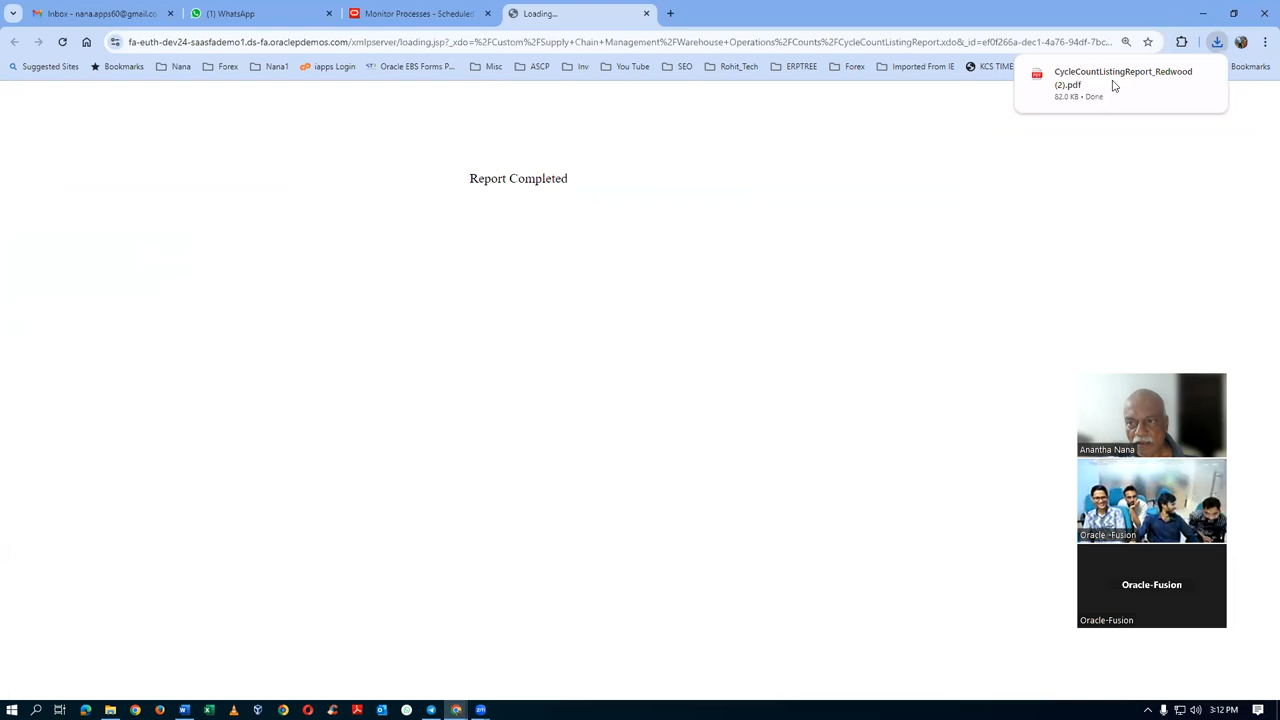 Inbox - nana.apps60@gmail.co
(1) WhatsApp
Monitor Processes - Scheduled
Loading...
fa-euth-dev24-saasfademo1.ds-fa.oraclepdemos.com/xmlpserver/loading.jsp?_xdo=%2FCustom%2FSupply+Chain+Management%2FWarehouse+Operations%2FCounts%2FCycleCountListingReport.xdo&_id=ef0f266a-dec1-4a76-94df-7bc...
Suggested Sites
Bookmarks
Nana
Forex
Nana1
iapps Login
Oracle EBS Forms P...
Misc
ASCP
Inv
You Tube
SEO
Rohit_Tech
Bookmarks
ERPTREE
Forex
Imported From IE
KCS TIME
Bookmarks
CycleCountListingReport_Redwood
(2).pdf
82.0 KB • Done
Report Completed
Anantha Nana
Oracle -Fusion
Oracle-Fusion
Oracle-Fusion
3:12 PM